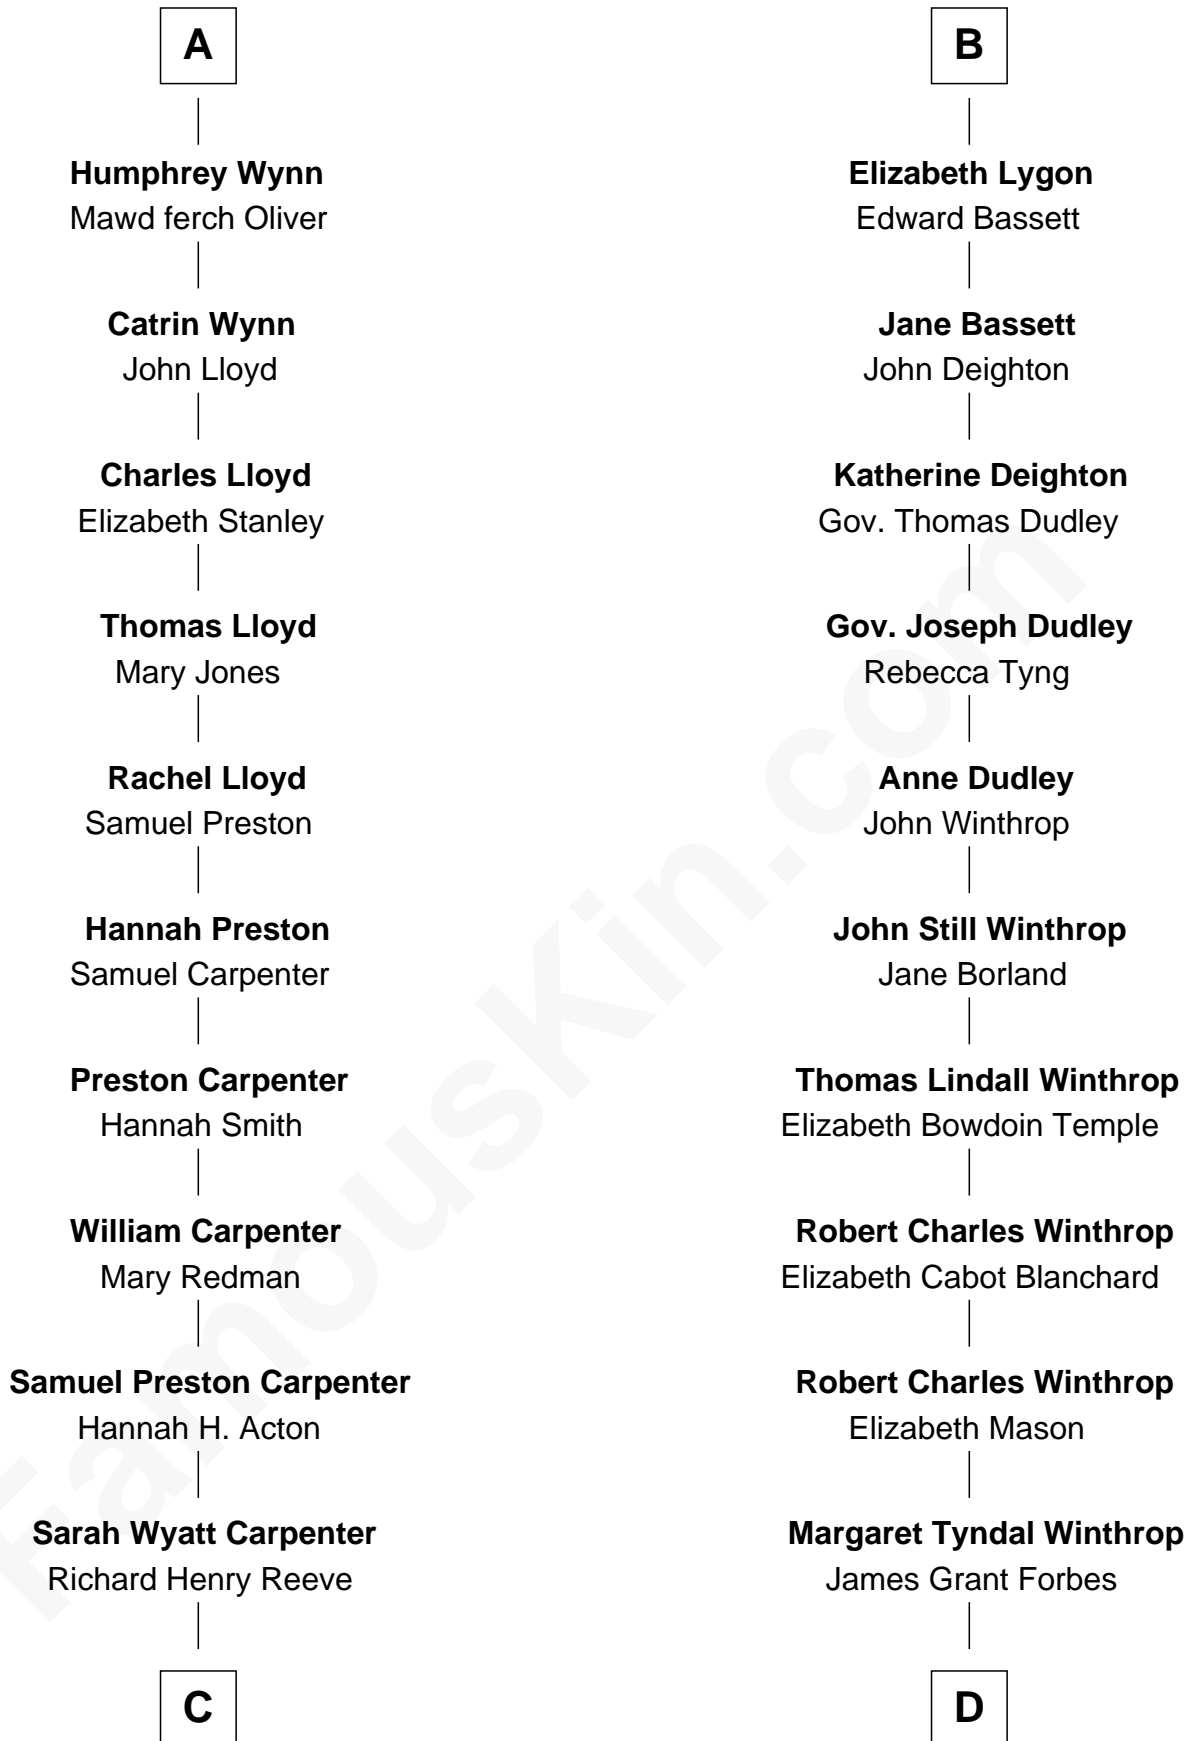 A
Humphrey Wynn
Mawd ferch Oliver
Catrin Wynn
John Lloyd
Charles Lloyd
Elizabeth Stanley
Thomas Lloyd
Mary Jones
Rachel Lloyd
Samuel Preston
Hannah Preston
Samuel Carpenter
Preston Carpenter
Hannah Smith
William Carpenter
Mary Redman
Samuel Preston Carpenter
Hannah H. Acton
Sarah Wyatt Carpenter
Richard Henry Reeve
C
B
Elizabeth Lygon
Edward Bassett
Jane Bassett
John Deighton
Katherine Deighton
Gov. Thomas Dudley
Gov. Joseph Dudley
Rebecca Tyng
Anne Dudley
John Winthrop
John Still Winthrop
Jane Borland
Thomas Lindall Winthrop
Elizabeth Bowdoin Temple
Robert Charles Winthrop
Elizabeth Cabot Blanchard
Robert Charles Winthrop
Elizabeth Mason
Margaret Tyndal Winthrop
James Grant Forbes
D
FamousKin.com